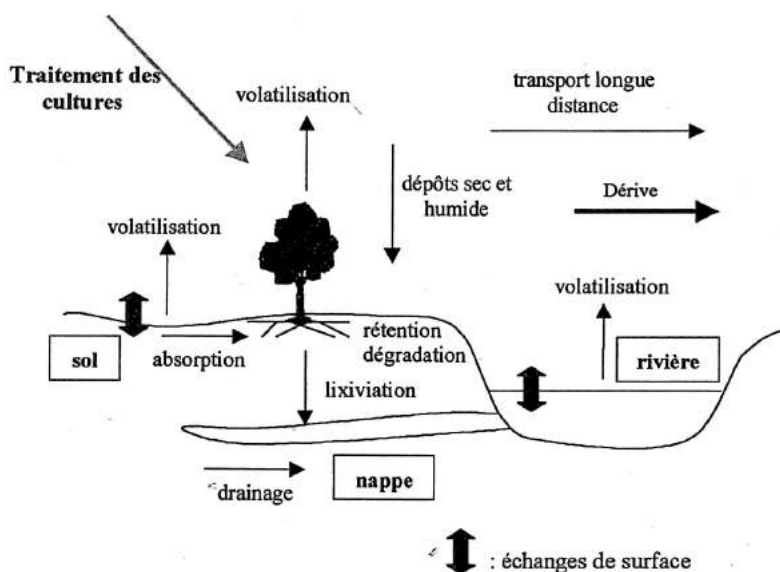 Traitement des
cultures
volatilisation
transport longue
distance
dépôts sec et
humide
Dérive
volatilisation
volatilisation
sol
absorption
rétention
dégradation
rivière
lixiviation
drainage
nappe
: échanges de surface